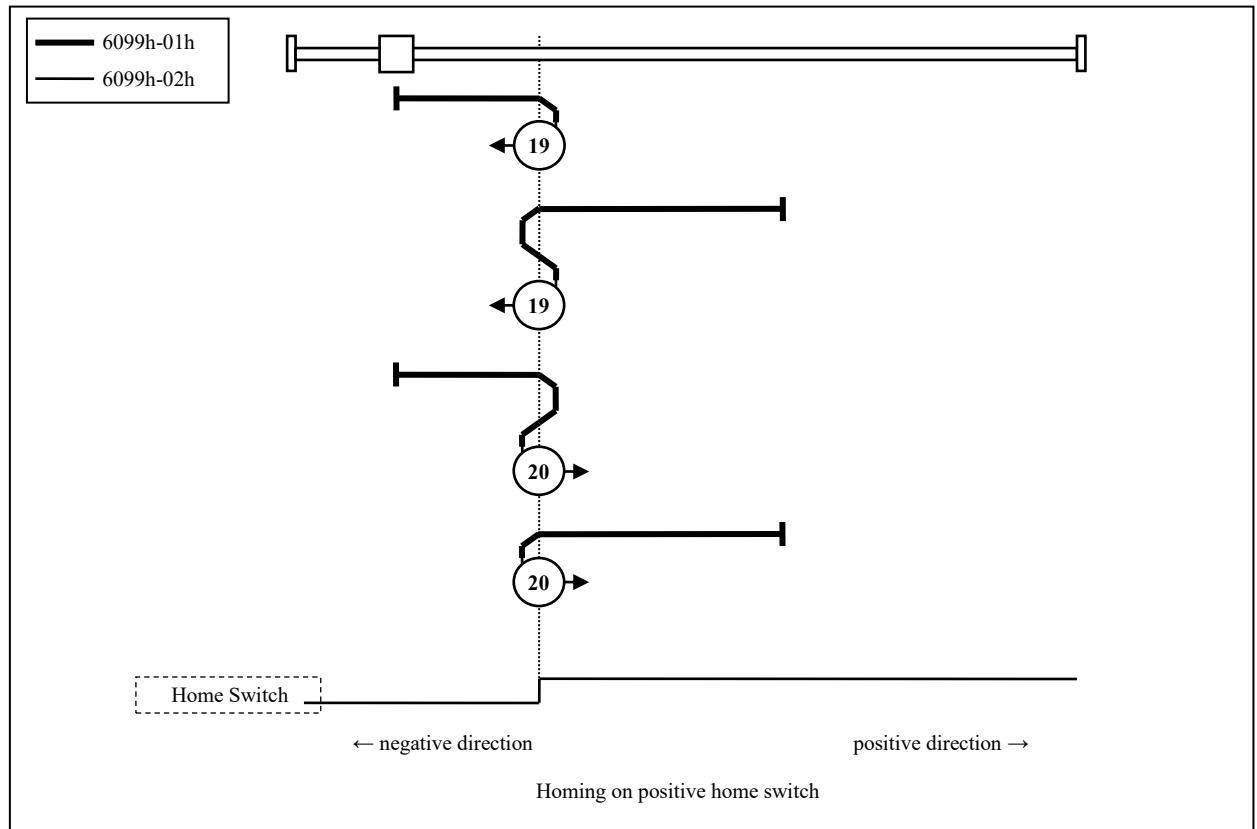 6099h-01h
6099h-02h
19
19
20
20
Home Switch
← negative direction positive direction →
Homing on positive home switch